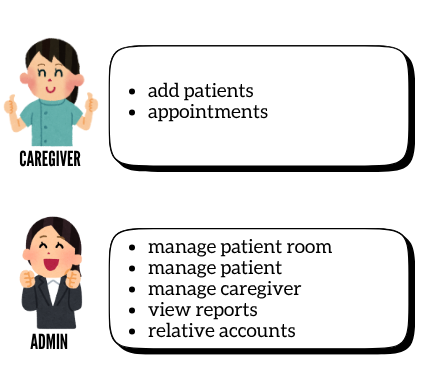 • add patients
• appointments
CAREGIVER
• manage patient room
• manage patient
• manage caregiver
• view reports
• relative accounts
ADMIN